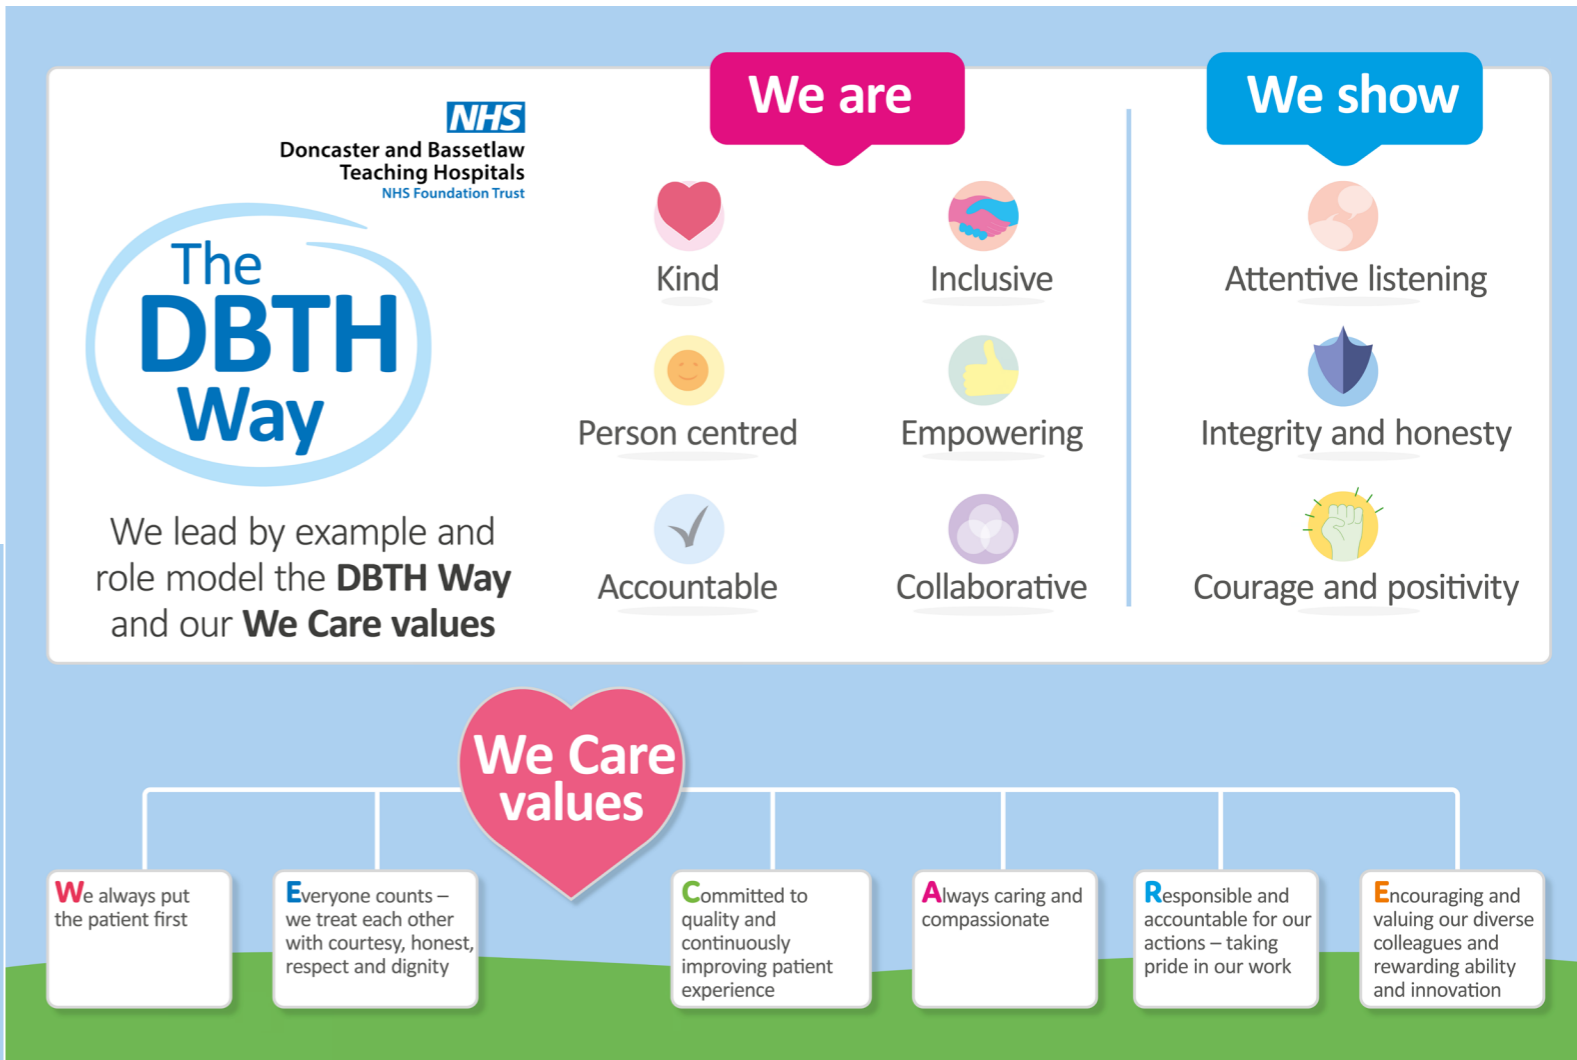 NHS
Doncaster and Bassetlaw
Teaching Hospitals
NHS Foundation Trust
The
DBTH
Way
We lead by example and
role model the DBTH Way
and our We Care values
We are
Kind
Inclusive
Person centred
Empowering
Accountable
Collaborative
We show
Attentive listening
Integrity and honesty
Courage and positivity
We Care
values
We always put
the patient first
Everyone counts –
we treat each other
with courtesy, honest,
respect and dignity
Committed to
quality and
continuously
improving patient
experience
Always caring and
compassionate
Responsible and
accountable for our
actions – taking
pride in our work
Encouraging and
valuing our diverse
colleagues and
rewarding ability
and innovation